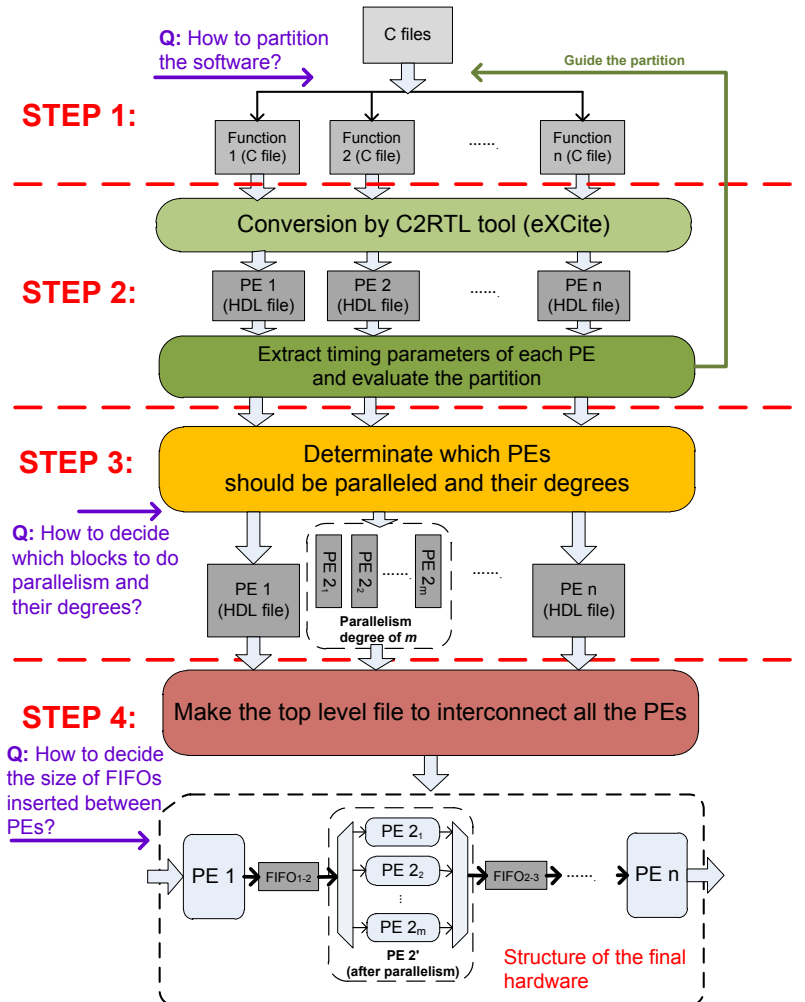 C files
Q: How to partition
the software?
Guide the partition
STEP 1:
Function
1 (C file)
Function
2 (C file)
.......
Function
n (C file)
Conversion by C2RTL tool (eXCite)
STEP 2:
PE 1
(HDL file)
PE 2
(HDL file)
.......
PE n
(HDL file)
Extract timing parameters of each PE
and evaluate the partition
STEP 3:
Determinate which PEs
should be paralleled and their degrees
Q: How to decide
which blocks to do
parallelism and
their degrees?
PE 1
(HDL file)
PE 2₁
PE 2₂
.......
PE 2ₘ
Parallelism
degree of m
.......
PE n
(HDL file)
STEP 4:
Make the top level file to interconnect all the PEs
Q: How to decide
the size of FIFOs
inserted between
PEs?
PE 1
FIFO1-2
PE 2₁
PE 2₂
...
PE 2ₘ
PE 2'
(after parallelism)
FIFO2-3
.......
PE n
Structure of the final
hardware